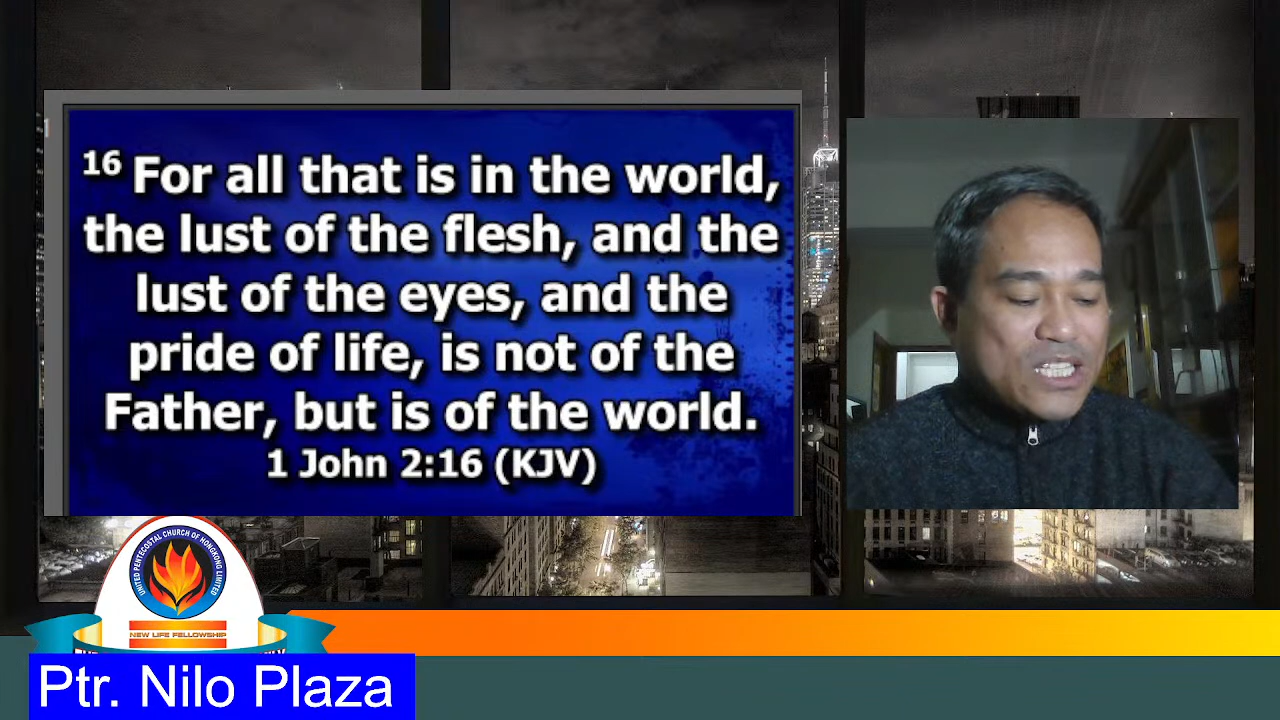 16 For all that is in the world,
the lust of the flesh, and the
lust of the eyes, and the
pride of life, is not of the
Father, but is of the world.
1 John 2:16 (KJV)
UNITED PENTECOSTAL CHURCH OF HONGKONG LIMITED
NEW LIFE FELLOWSHIP
Ptr. Nilo Plaza